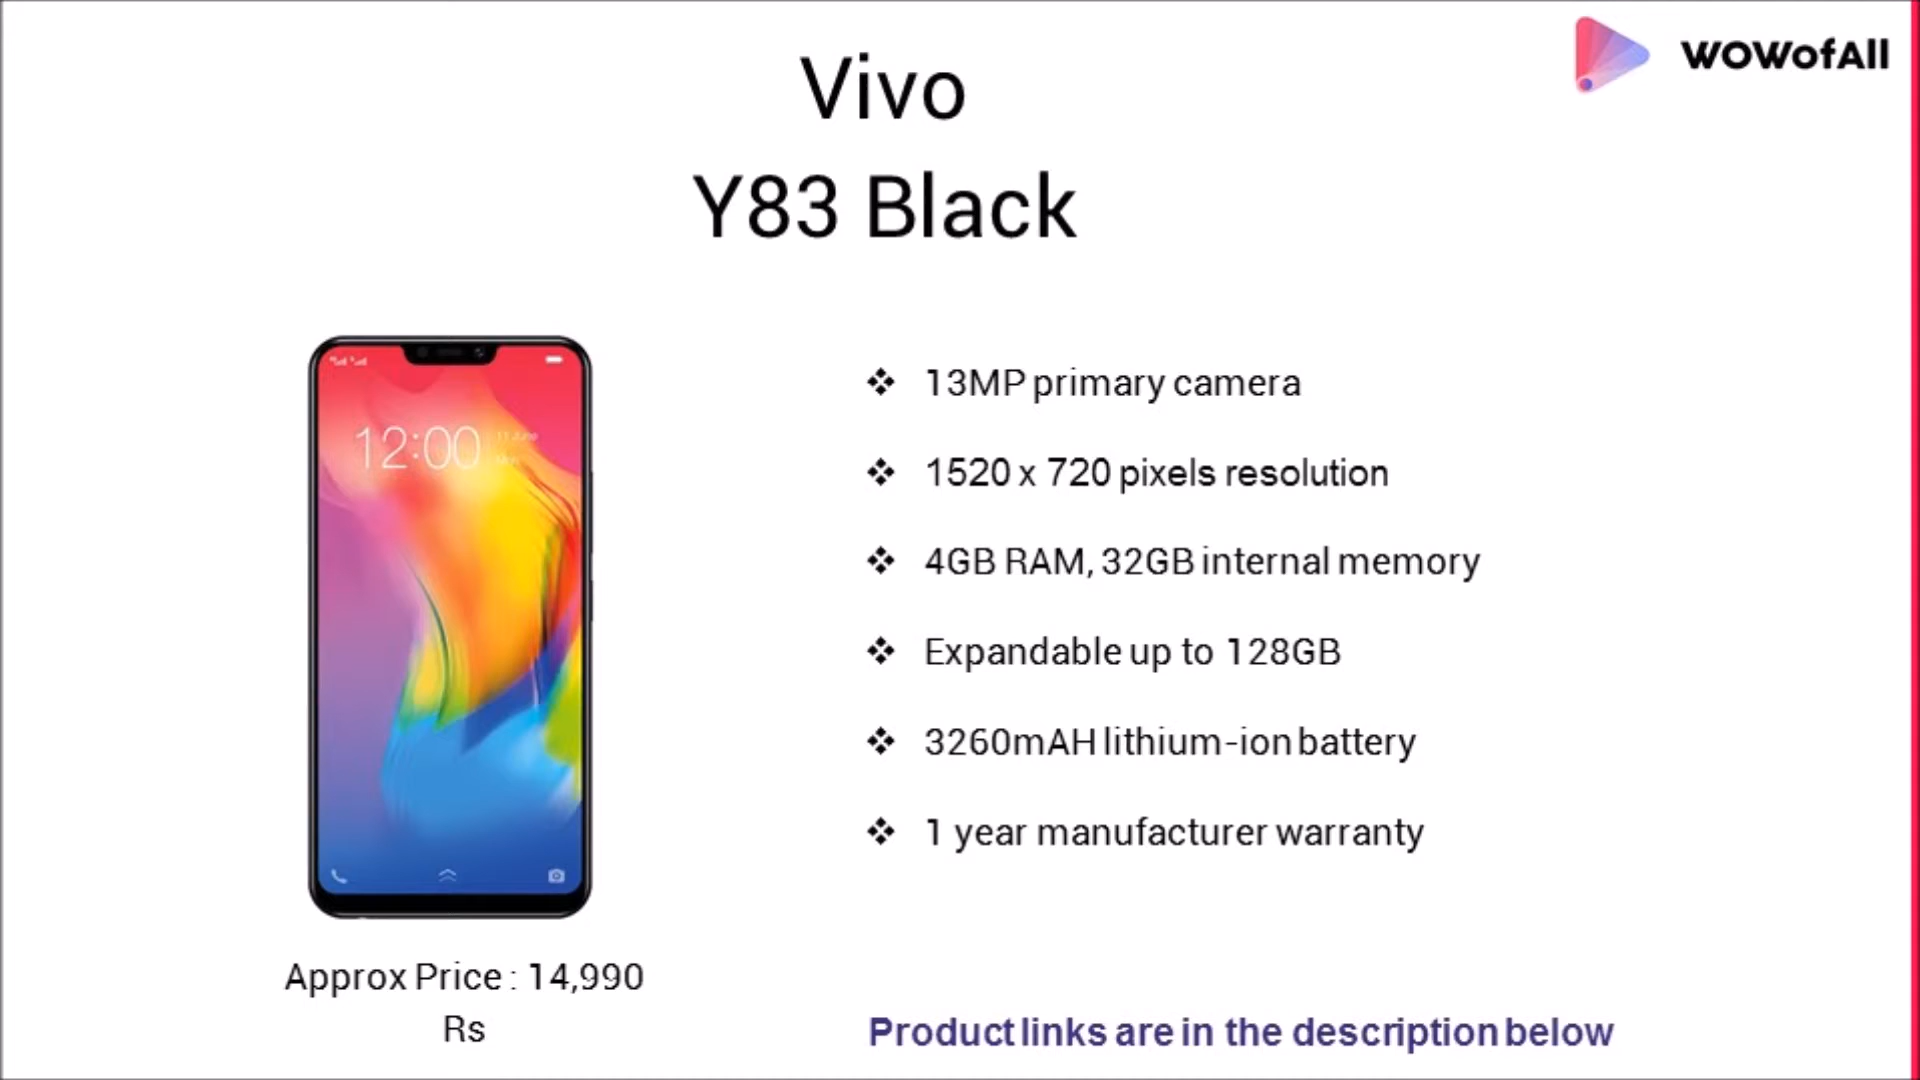 WOWofAll
Vivo
Y83 Black
12:00
13MP primary camera
1520 x 720 pixels resolution
4GB RAM, 32GB internal memory
Expandable up to 128GB
3260mAH lithium-ion battery
1 year manufacturer warranty
Approx Price : 14,990
Rs
Product links are in the description below